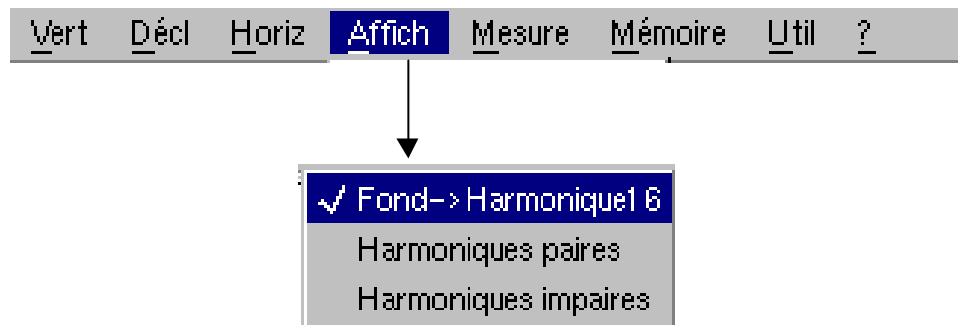 Vert Décl Horiz Affich Mesure Mémoire Util ?
✓ Fond–>Harmonique1 6
Harmoniques paires
Harmoniques impaires